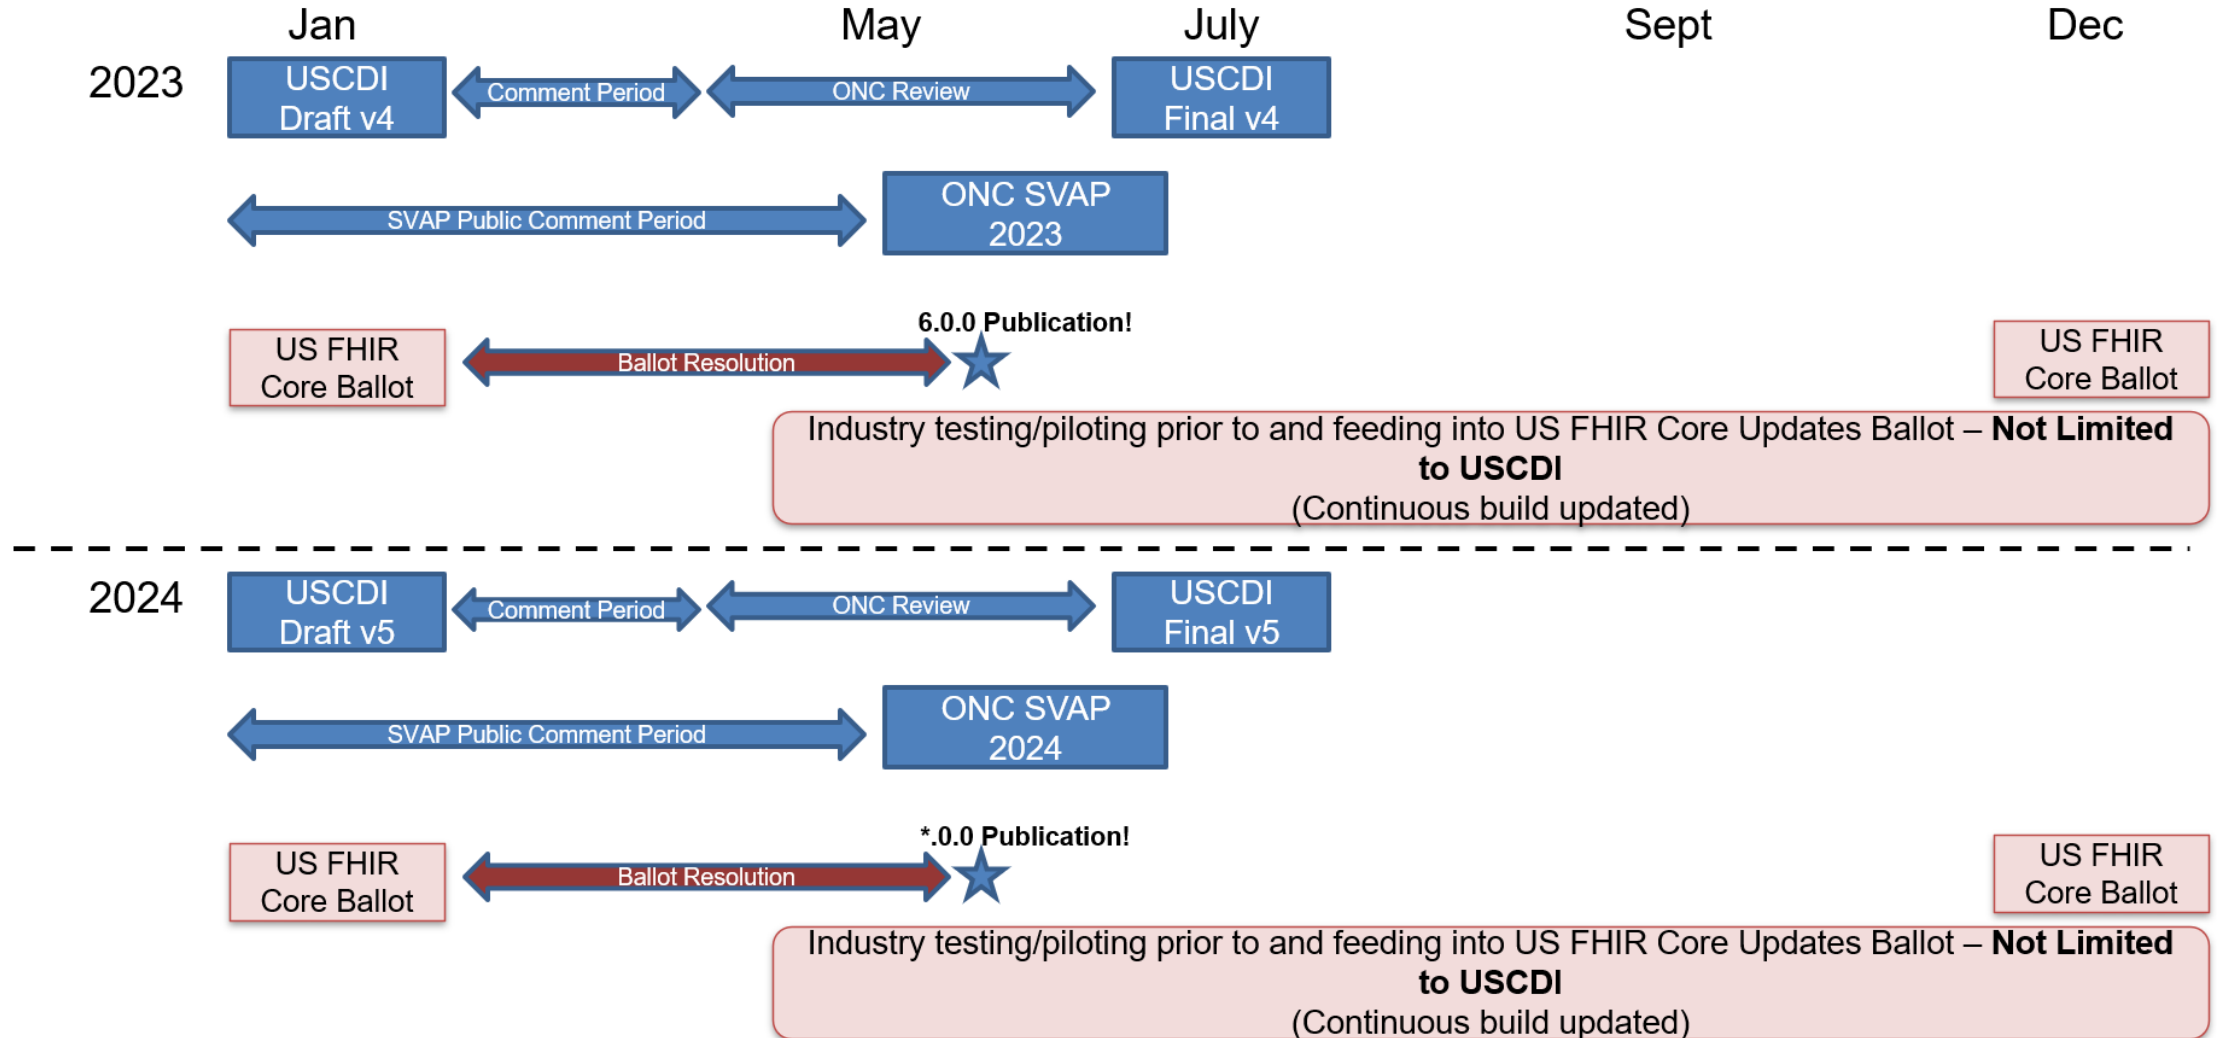 Jan May July Sept Dec
2023
USCDI
Draft v4
Comment Period
ONC Review
USCDI
Final v4
SVAP Public Comment Period
ONC SVAP
2023
US FHIR
Core Ballot
Ballot Resolution
6.0.0 Publication!
US FHIR
Core Ballot
Industry testing/piloting prior to and feeding into US FHIR Core Updates Ballot – Not Limited
to USCDI
(Continuous build updated)
2024
USCDI
Draft v5
Comment Period
ONC Review
USCDI
Final v5
SVAP Public Comment Period
ONC SVAP
2024
US FHIR
Core Ballot
Ballot Resolution
*.0.0 Publication!
US FHIR
Core Ballot
Industry testing/piloting prior to and feeding into US FHIR Core Updates Ballot – Not Limited
to USCDI
(Continuous build updated)